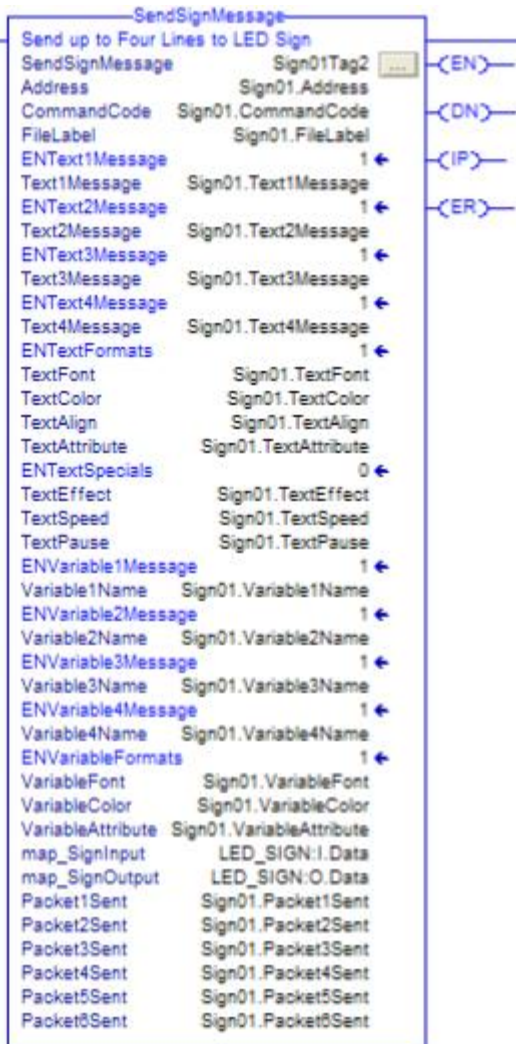 SendSignMessage
Send up to Four Lines to LED Sign
SendSignMessage Sign01Tag2 ... (EN)
Address Sign01.Address
CommandCode Sign01.CommandCode (DN)
FileLabel Sign01.FileLabel
ENText1Message 1 ← (IP)
Text1Message Sign01.Text1Message
ENText2Message 1 ← (ER)
Text2Message Sign01.Text2Message
ENText3Message 1 ←
Text3Message Sign01.Text3Message
ENText4Message 1 ←
Text4Message Sign01.Text4Message
ENTextFormats 1 ←
TextFont Sign01.TextFont
TextColor Sign01.TextColor
TextAlign Sign01.TextAlign
TextAttribute Sign01.TextAttribute
ENTextSpecials 0 ←
TextEffect Sign01.TextEffect
TextSpeed Sign01.TextSpeed
TextPause Sign01.TextPause
ENVariable1Message 1 ←
Variable1Name Sign01.Variable1Name
ENVariable2Message 1 ←
Variable2Name Sign01.Variable2Name
ENVariable3Message 1 ←
Variable3Name Sign01.Variable3Name
ENVariable4Message 1 ←
Variable4Name Sign01.Variable4Name
ENVariableFormats 1 ←
VariableFont Sign01.VariableFont
VariableColor Sign01.VariableColor
VariableAttribute Sign01.VariableAttribute
map_SignInput LED_SIGN:I.Data
map_SignOutput LED_SIGN:O.Data
Packet1Sent Sign01.Packet1Sent
Packet2Sent Sign01.Packet2Sent
Packet3Sent Sign01.Packet3Sent
Packet4Sent Sign01.Packet4Sent
Packet5Sent Sign01.Packet5Sent
Packet6Sent Sign01.Packet6Sent